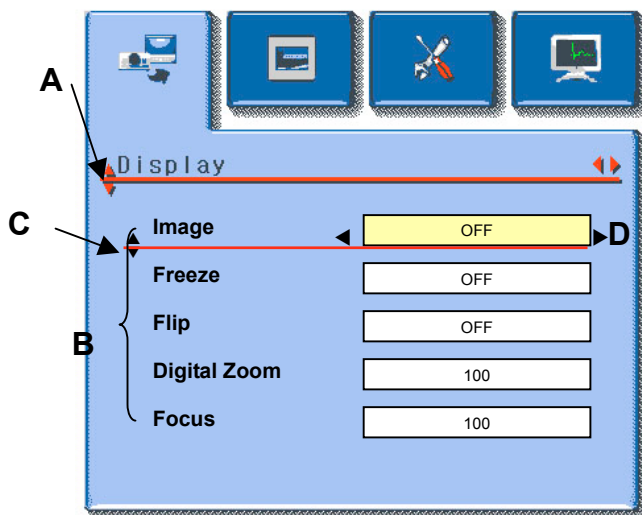 A
Display
C
Image OFF D
Freeze OFF
Flip OFF
B
Digital Zoom 100
Focus 100